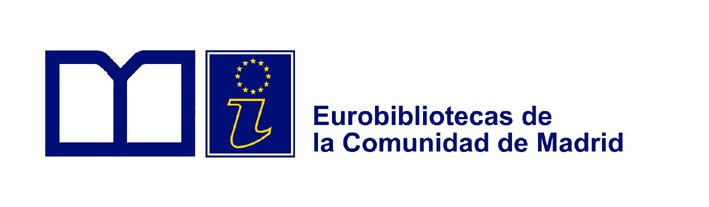 i
Eurobibliotecas de
la Comunidad de Madrid